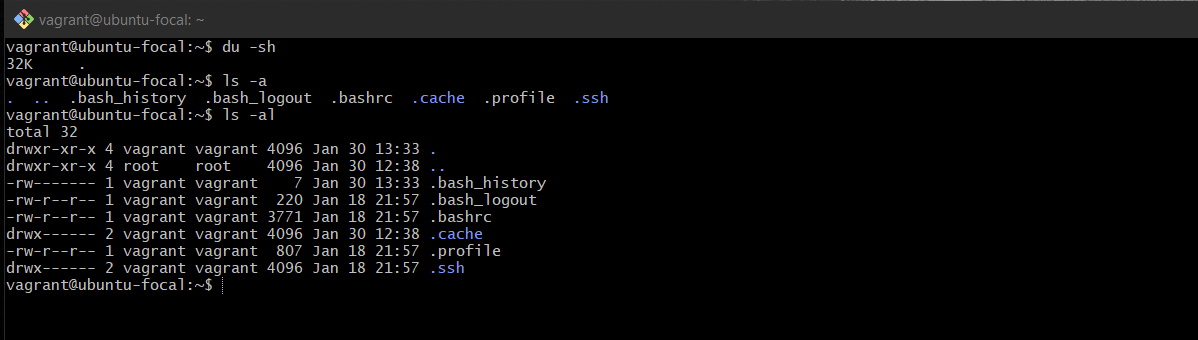 vagrant@ubuntu-focal: ~
vagrant@ubuntu-focal:~$ du -sh
32K     .
vagrant@ubuntu-focal:~$ ls -a
.  ..  .bash_history  .bash_logout  .bashrc  .cache  .profile  .ssh
vagrant@ubuntu-focal:~$ ls -al
total 32
drwxr-xr-x 4 vagrant vagrant 4096 Jan 30 13:33 .
drwxr-xr-x 4 root    root    4096 Jan 30 12:38 ..
-rw------- 1 vagrant vagrant    7 Jan 30 13:33 .bash_history
-rw-r--r-- 1 vagrant vagrant  220 Jan 18 21:57 .bash_logout
-rw-r--r-- 1 vagrant vagrant 3771 Jan 18 21:57 .bashrc
drwx------ 2 vagrant vagrant 4096 Jan 30 12:38 .cache
-rw-r--r-- 1 vagrant vagrant  807 Jan 18 21:57 .profile
drwx------ 2 vagrant vagrant 4096 Jan 18 21:57 .ssh
vagrant@ubuntu-focal:~$